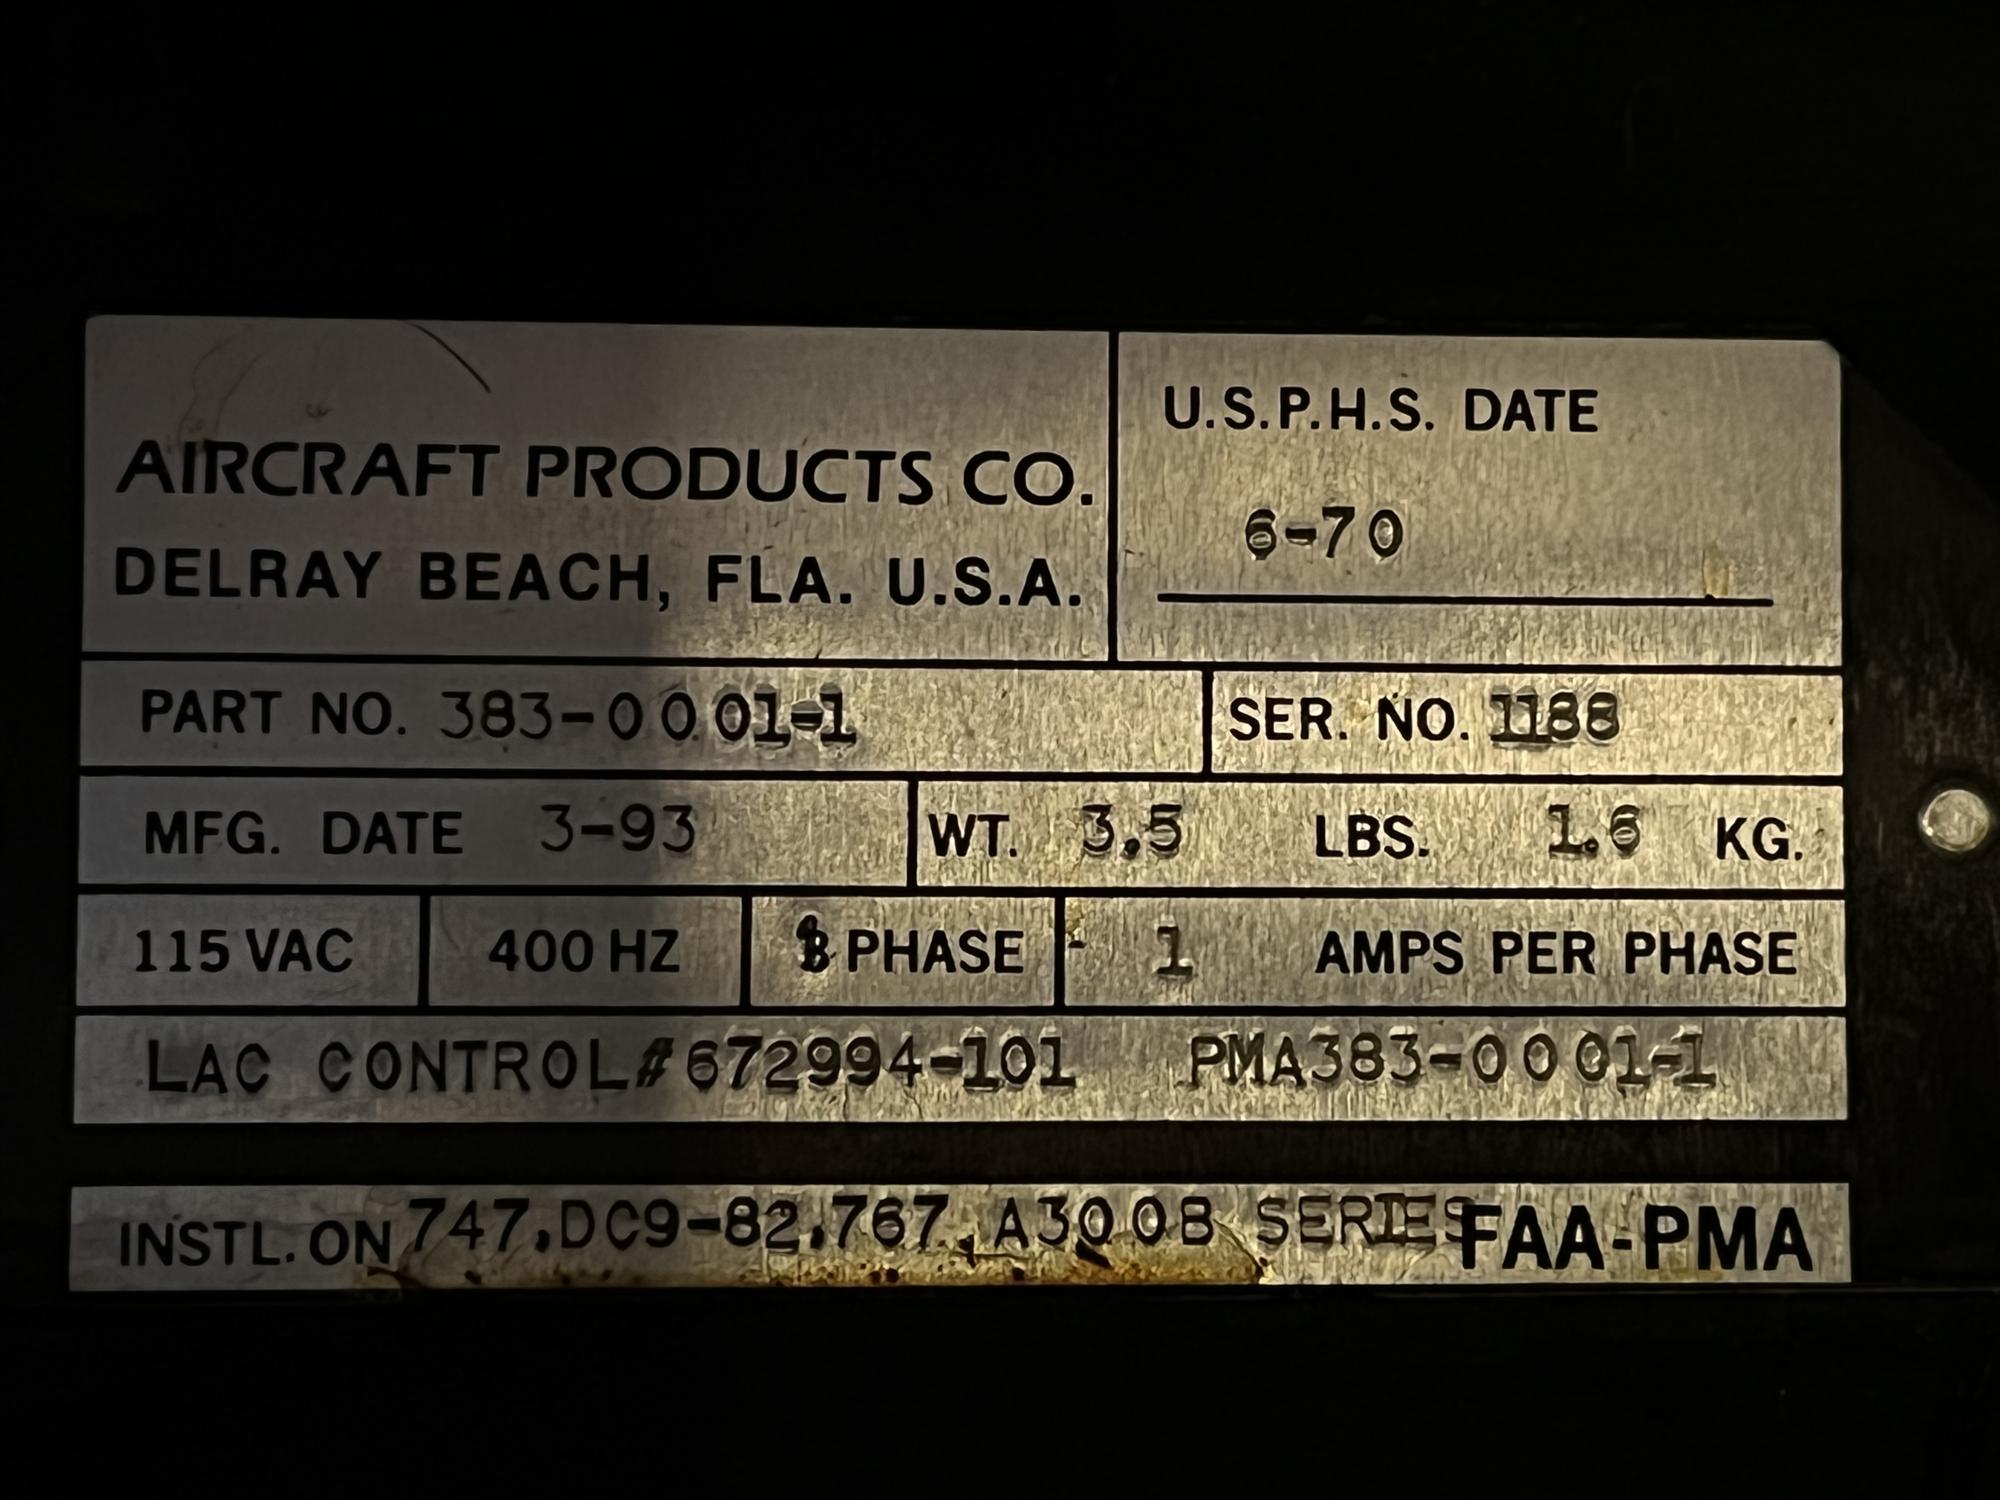 AIRCRAFT PRODUCTS CO.
DELRAY BEACH, FLA. U.S.A.
U.S.P.H.S. DATE
6-70
PART NO. 383-0001-1
SER. NO. 1188
MFG. DATE 3-93
WT. 3.5 LBS. 1.6 KG.
115 VAC
400 HZ
PHASE
1 AMPS PER PHASE
LAC CONTROL#672994-101 PMA383-0001-1
INSTL. ON 747,DC9-82,767, A300B SERIES FAA-PMA